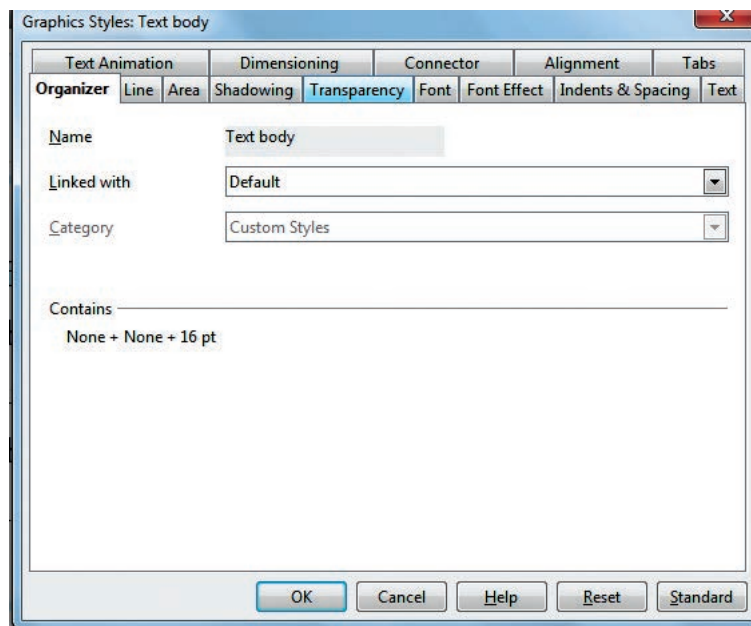 Graphics Styles: Text body
Text Animation Dimensioning Connector Alignment Tabs
Organizer Line Area Shadowing Transparency Font Font Effect Indents & Spacing Text
Name Text body
Linked with Default
Category Custom Styles
Contains
None + None + 16 pt
OK Cancel Help Reset Standard